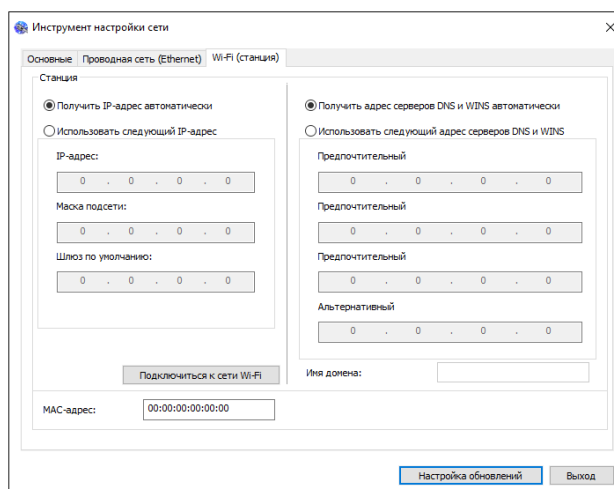 Инструмент настройки сети
Основные Проводная сеть (Ethernet) Wi-Fi (станция)
Станция
Получить IP-адрес автоматически
Использовать следующий IP-адрес
IP-адрес:
0 . 0 . 0 . 0
Маска подсети:
0 . 0 . 0 . 0
Шлюз по умолчанию:
0 . 0 . 0 . 0
Подключиться к сети Wi-Fi
Получить адрес серверов DNS и WINS автоматически
Использовать следующий адрес серверов DNS и WINS
Предпочтительный
0 . 0 . 0 . 0
Предпочтительный
0 . 0 . 0 . 0
Предпочтительный
0 . 0 . 0 . 0
Альтернативный
0 . 0 . 0 . 0
Имя домена:
MAC-адрес: 00:00:00:00:00:00
Настройка обновлений Выход